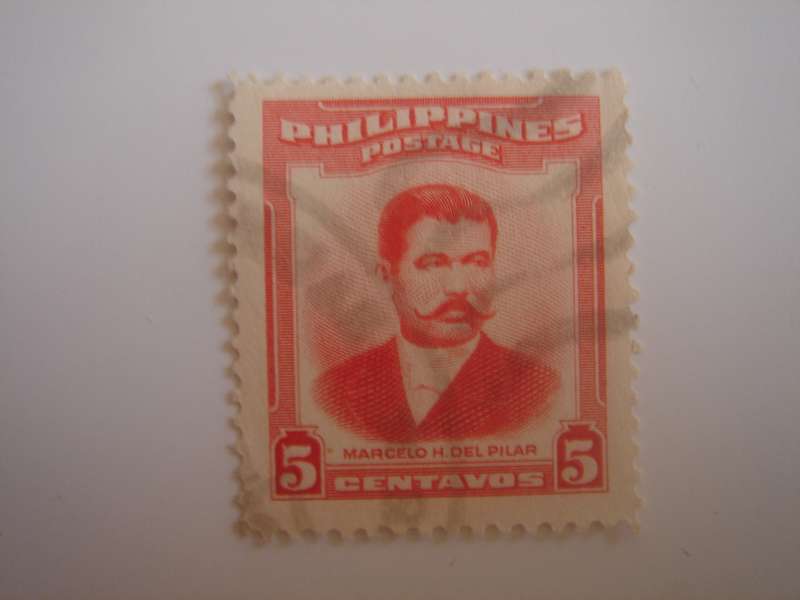 PHILIPPINES
POSTAGE
MARCELO H. DEL PILAR
5 CENTAVOS 5